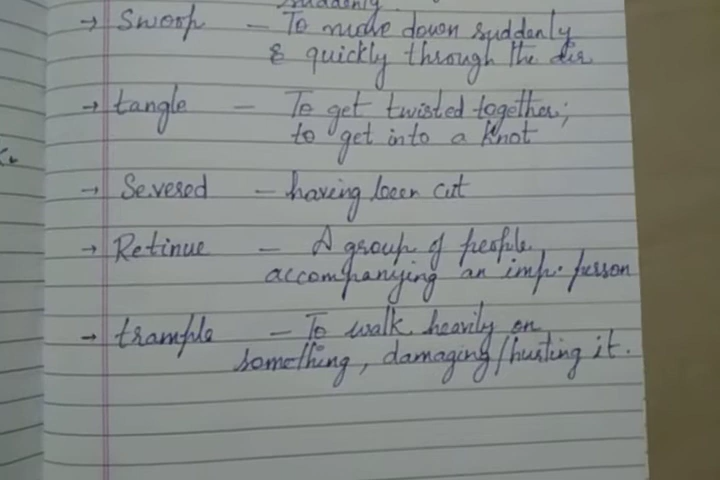 suddenly.
→ Swoop - To move down suddenly
& quickly through the air
→ tangle - To get twisted together;
to get into a knot
→ Severed - having been cut
→ Retinue - A group of people
accompanying an imp. person
→ trample - To walk heavily on
something, damaging/hurting it.